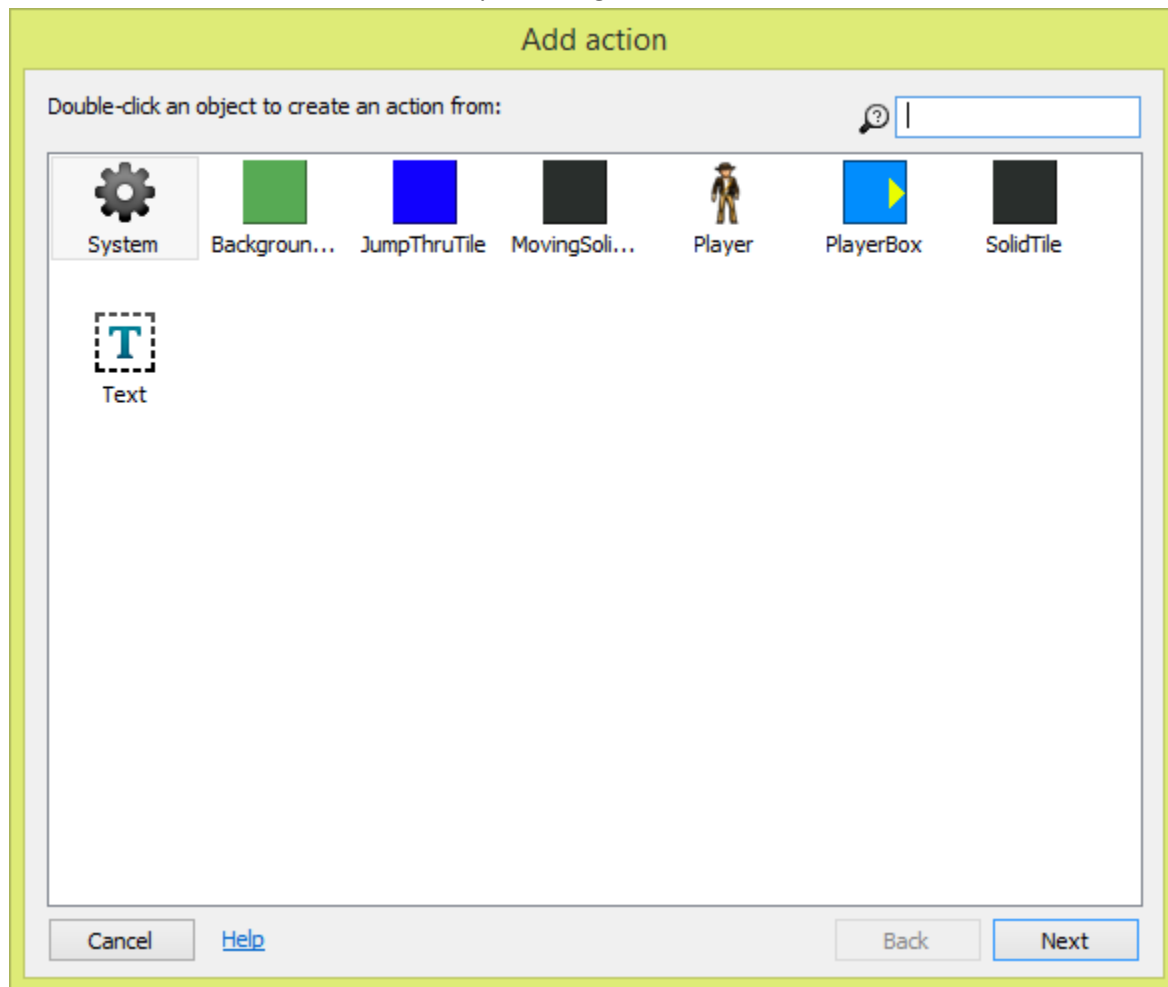 Add action
Double-click an object to create an action from:
System Backgroun... JumpThruTile MovingSoli... Player PlayerBox SolidTile
T
Text
Cancel Help Back Next